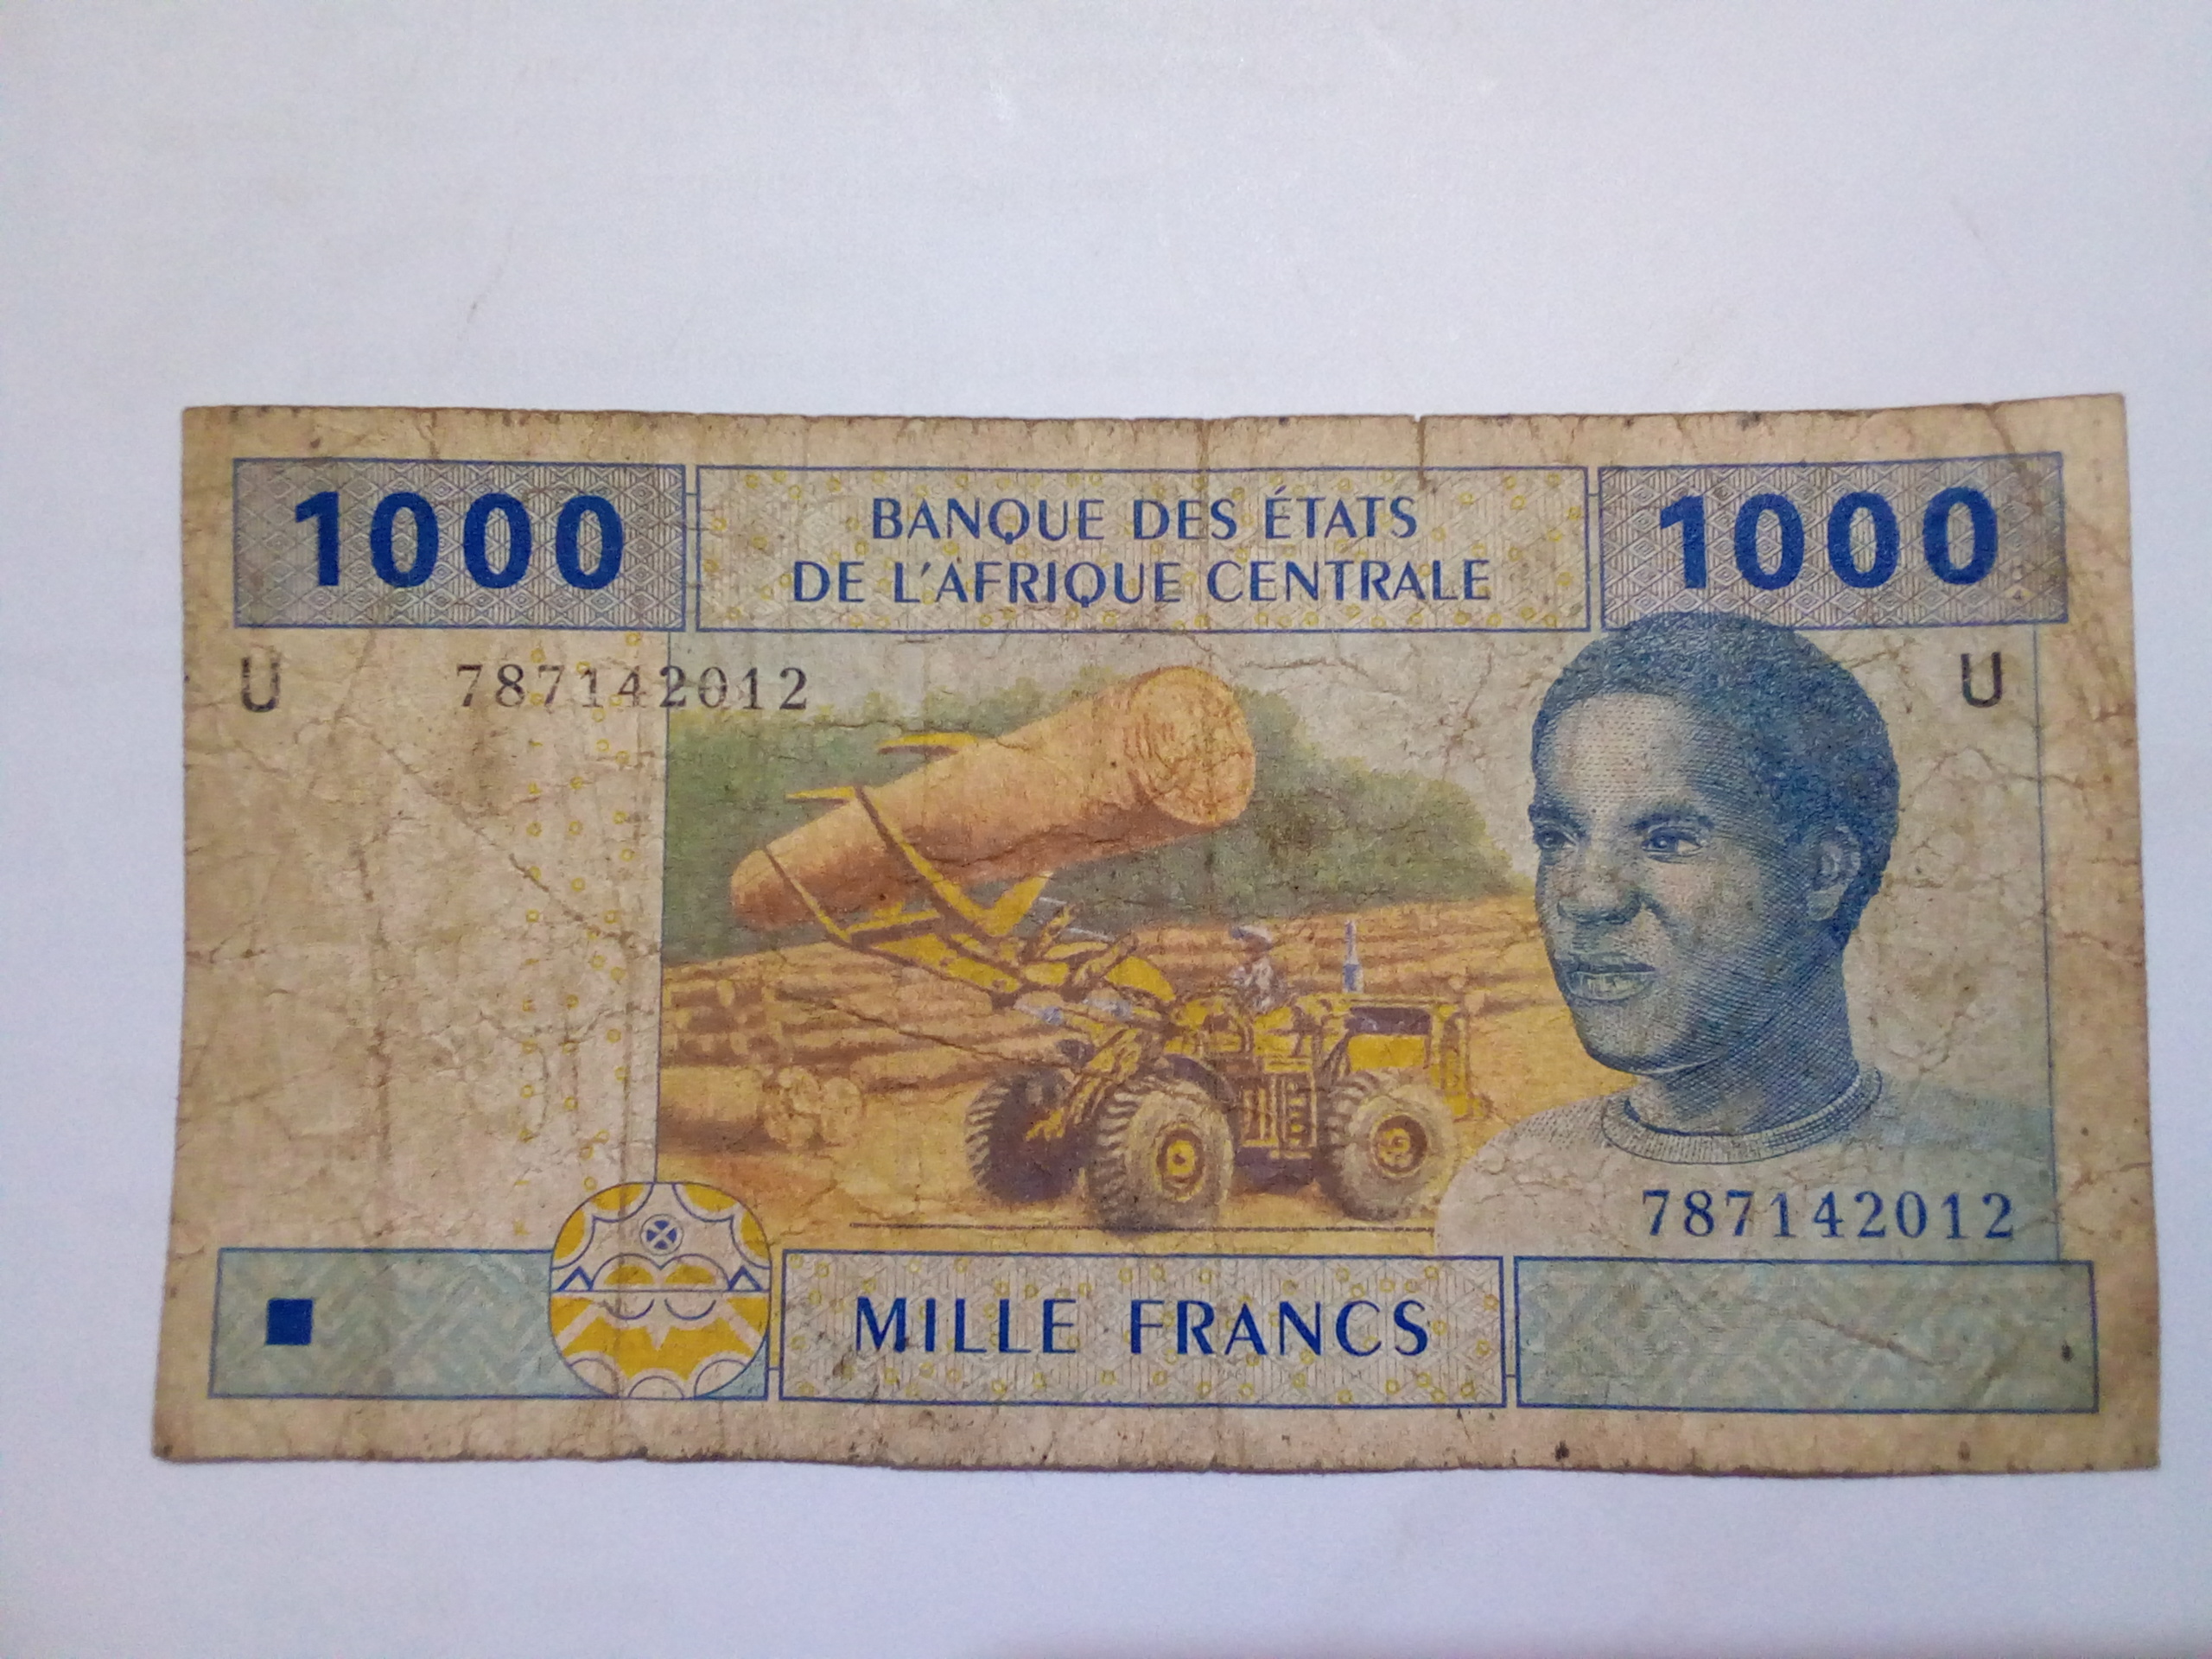 1000
BANQUE DES ÉTATS
DE L'AFRIQUE CENTRALE
1000
U
787142012
U
787142012
MILLE FRANCS